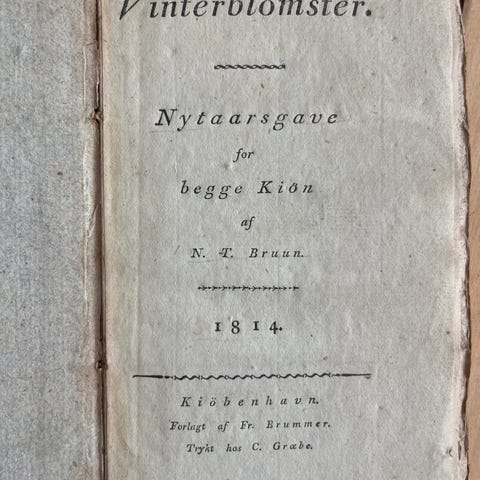 Vinterblomster.
Nytaarsgave
for
begge Kiön
af
N. T. Bruun.
1814.
Kiöbenhavn.
Forlagt af Fr. Brummer.
Trykt hos C. Græbe.